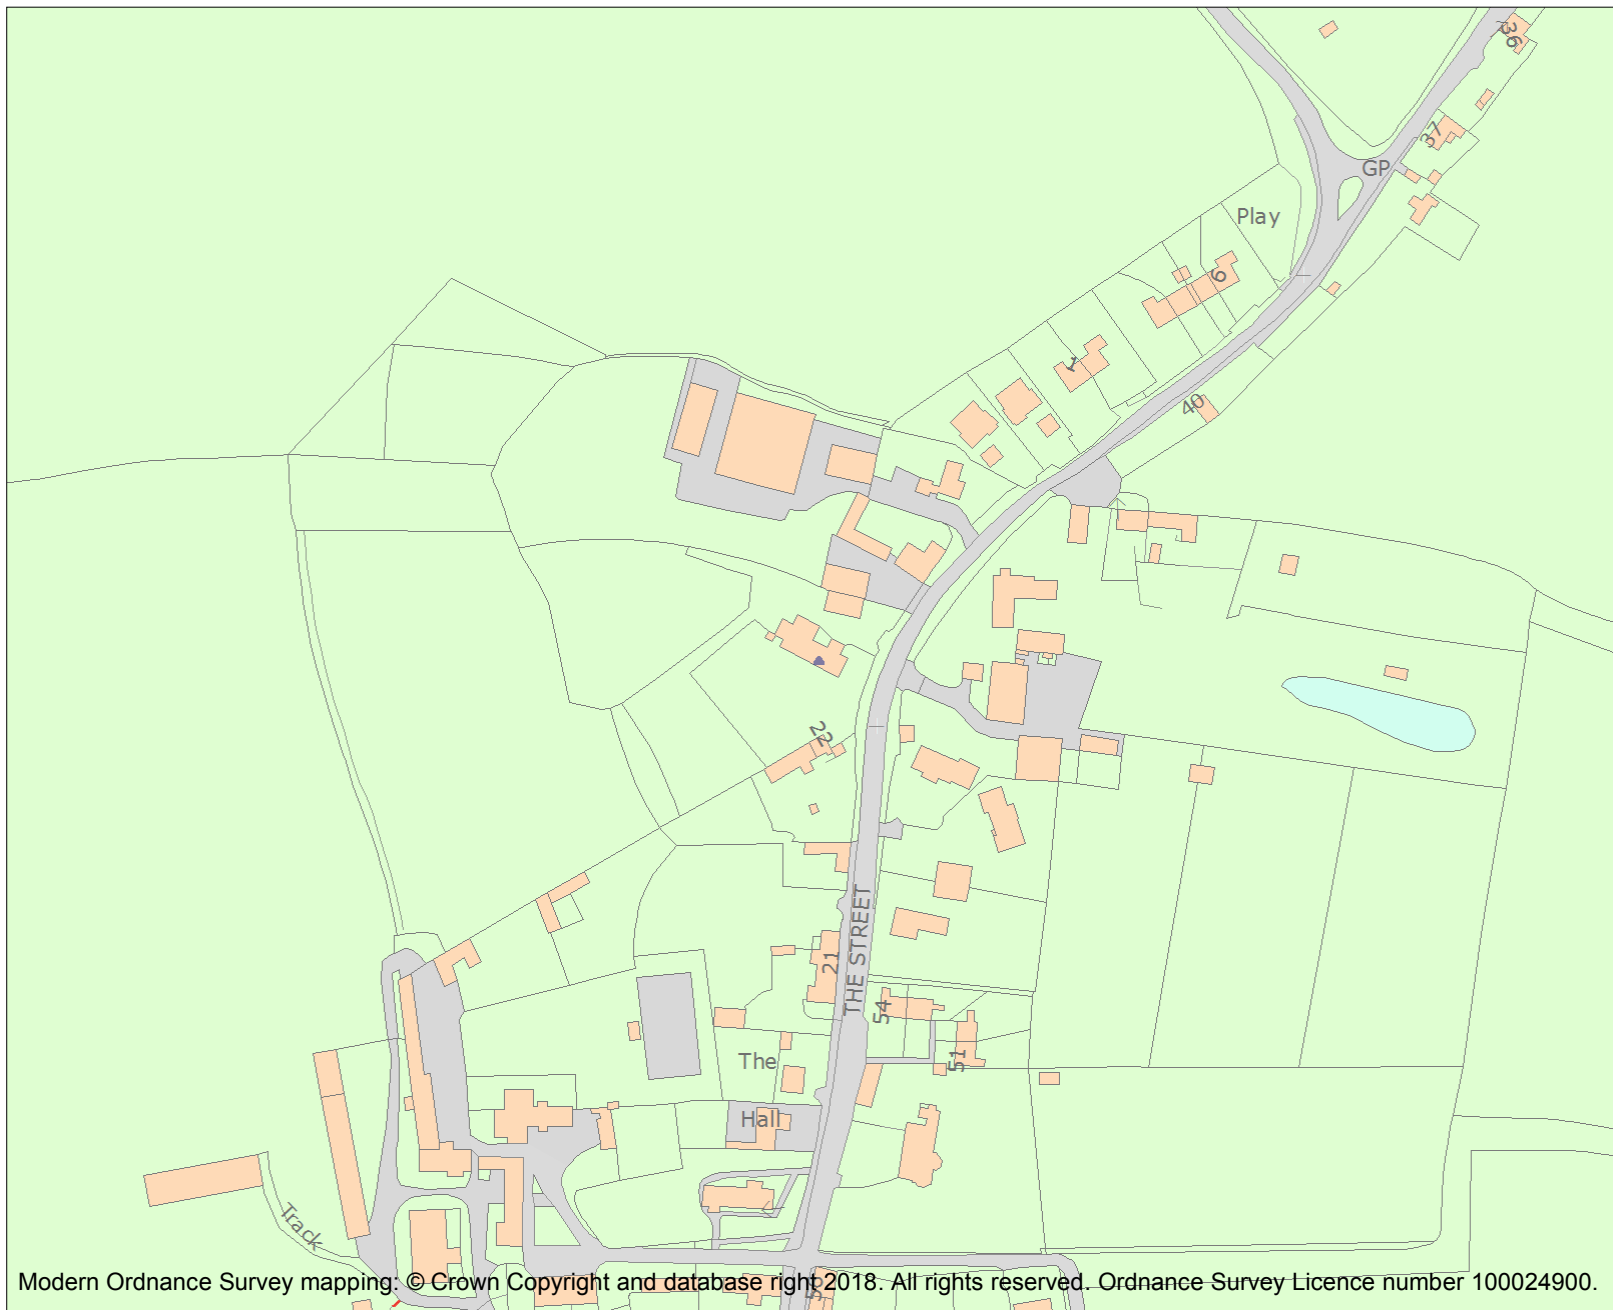 36
37
GP
Play
6
1
40
22
THE STREET
21
54
51
The
Hall
Track
Modern Ordnance Survey mapping: © Crown Copyright and database right 2018. All rights reserved. Ordnance Survey Licence number 100024900.